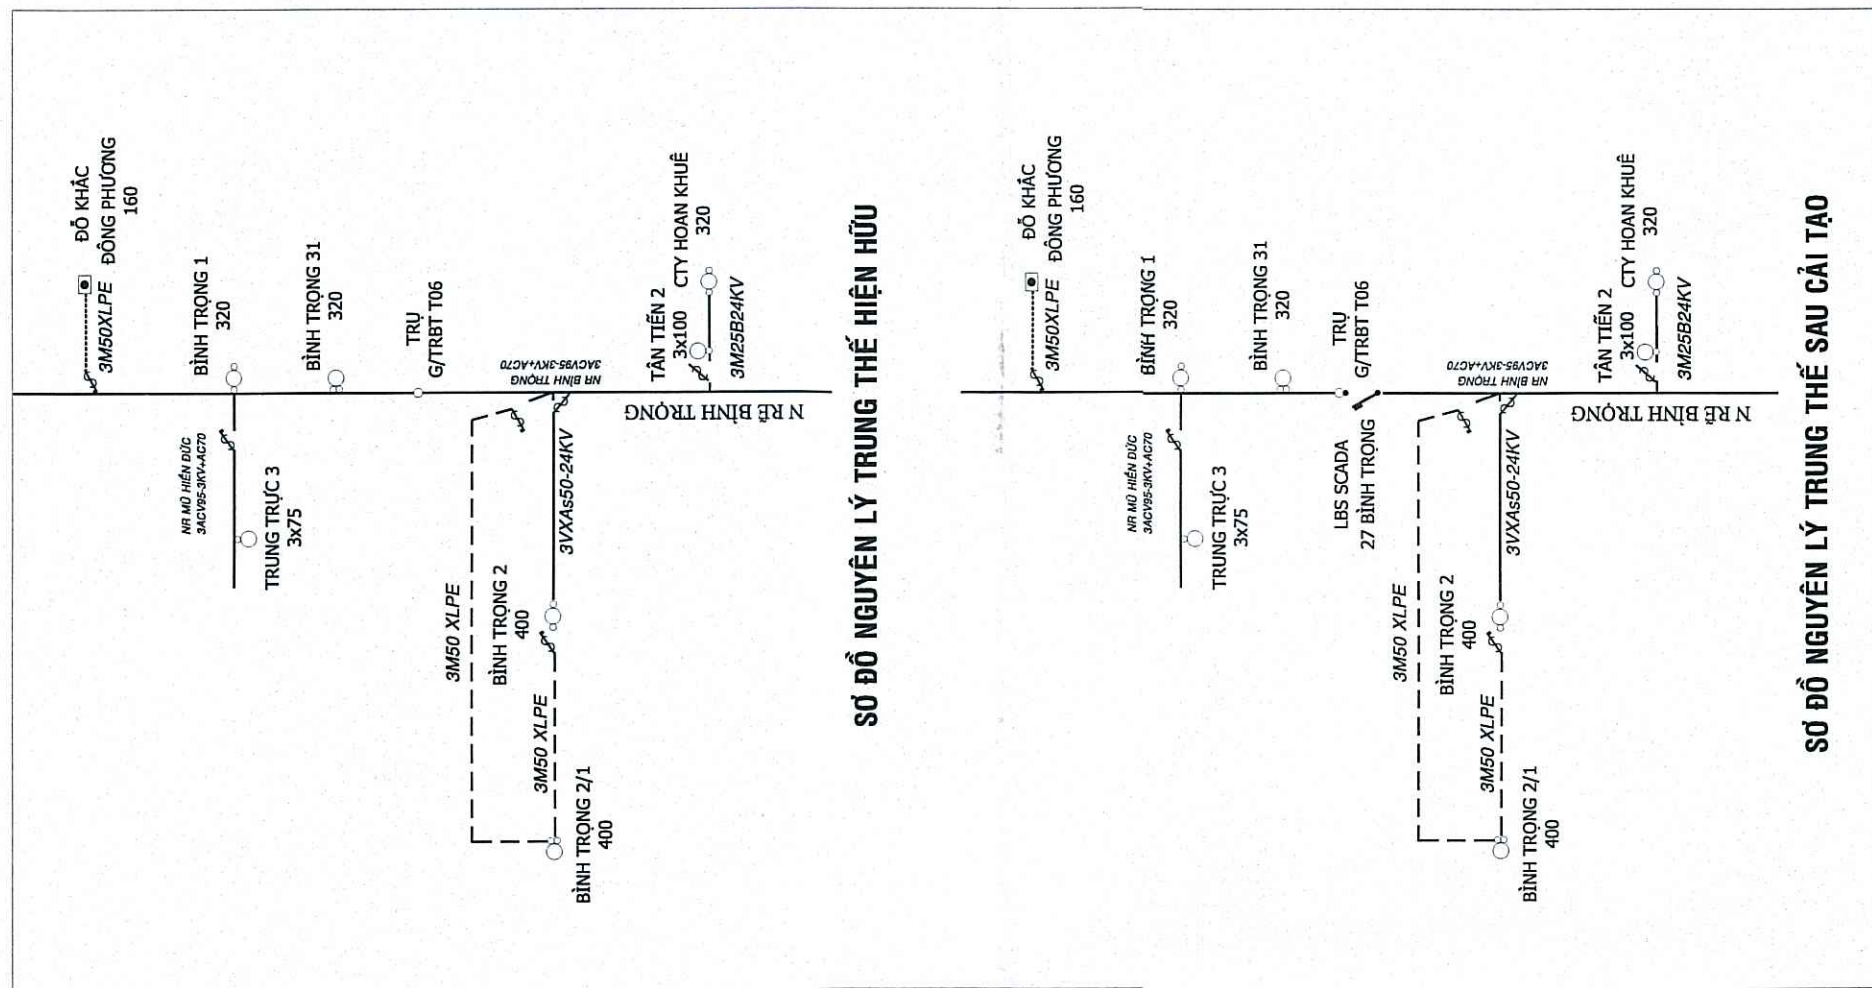 ĐỖ KHẮC
ĐÔNG PHƯƠNG
160
3M50XLPE
BÌNH TRỌNG 1
320
BÌNH TRỌNG 31
320
TRỤ
G/TRBT T06
NR MŨ HIỀN ĐỨC
3ACV95-3KV+AC70
TRUNG TRỰC 3
3x75
NR BÌNH TRỌNG
3ACV95-3KV+AC70
N RẼ BÌNH TRỌNG
TÂN TIẾN 2
3x100
CTY HOAN KHUÊ
320
3M25B24KV
3VXAs50-24KV
3M50 XLPE
BÌNH TRỌNG 2
400
3M50 XLPE
BÌNH TRỌNG 2/1
400
SƠ ĐỒ NGUYÊN LÝ TRUNG THẾ HIỆN HỮU
ĐỖ KHẮC
ĐÔNG PHƯƠNG
160
3M50XLPE
BÌNH TRỌNG 1
320
BÌNH TRỌNG 31
320
TRỤ
G/TRBT T06
LBS SCADA
27 BÌNH TRỌNG
NR MŨ HIỀN ĐỨC
3ACV95-3KV+AC70
TRUNG TRỰC 3
3x75
NR BÌNH TRỌNG
3ACV95-3KV+AC70
N RẼ BÌNH TRỌNG
TÂN TIẾN 2
3x100
CTY HOAN KHUÊ
320
3M25B24KV
3VXAs50-24KV
3M50 XLPE
BÌNH TRỌNG 2
400
3M50 XLPE
BÌNH TRỌNG 2/1
400
SƠ ĐỒ NGUYÊN LÝ TRUNG THẾ SAU CẢI TẠO